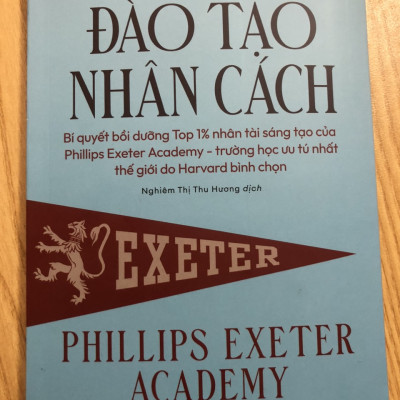 ĐÀO TẠO
NHÂN CÁCH
Bí quyết bồi dưỡng Top 1% nhân tài sáng tạo của
Phillips Exeter Academy - trường học ưu tú nhất
thế giới do Harvard bình chọn
Nghiêm Thị Thu Hương dịch
EXETER
PHILLIPS EXETER
ACADEMY